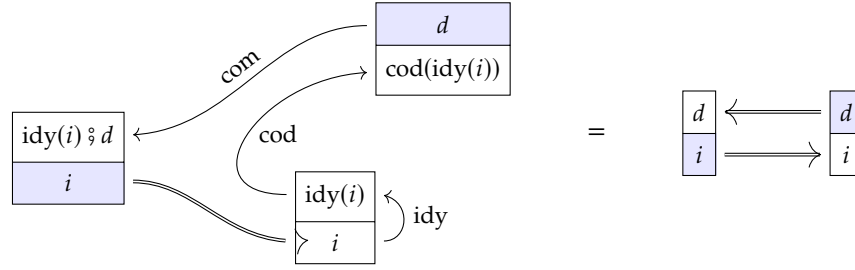 d
com
cod(idy(i))
idy(i) ⨟ d
i
cod
idy(i)
i
idy
=
d
d
i
i